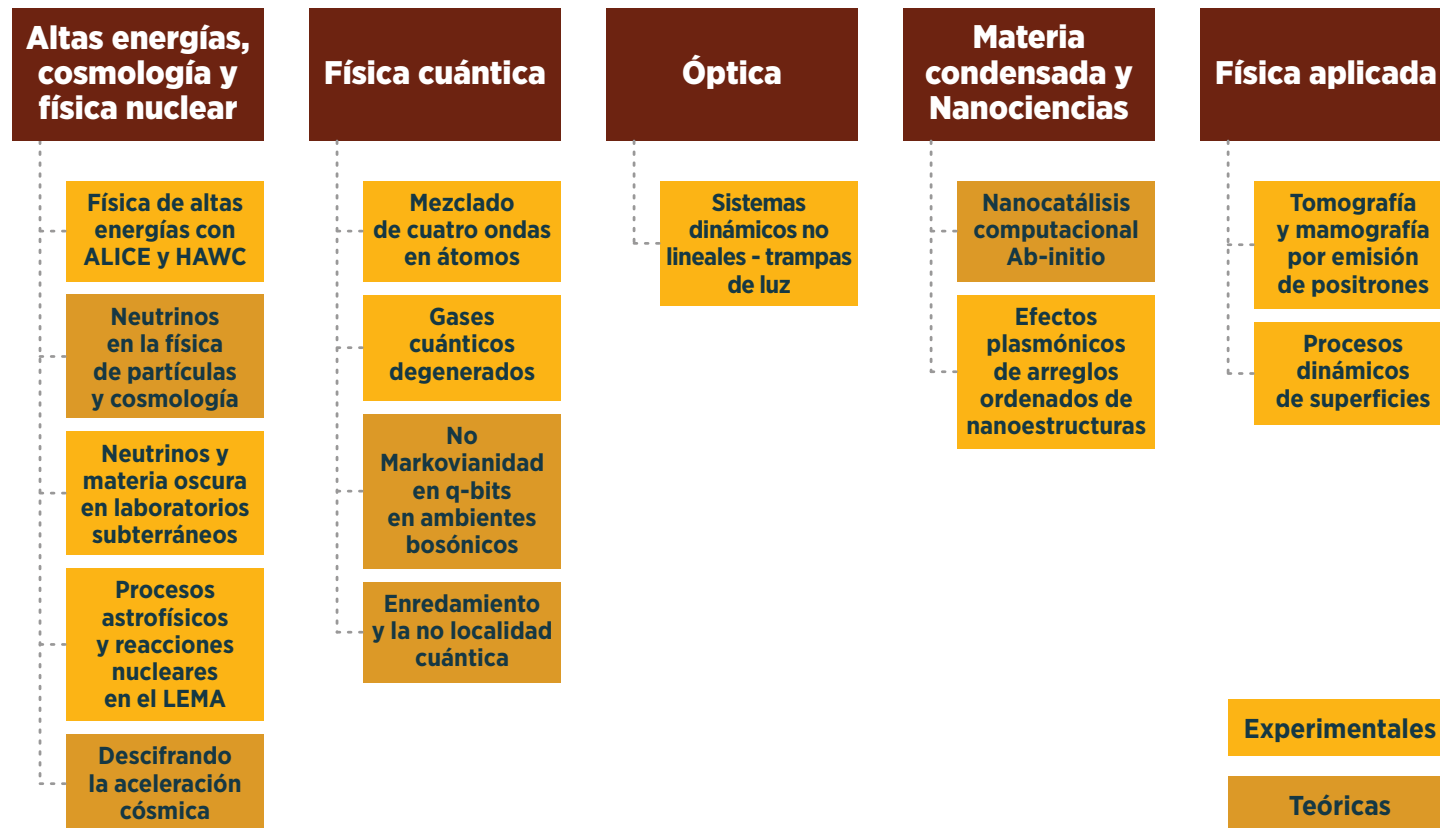 Altas energías,
cosmología y
física nuclear
Física de altas
energías con
ALICE y HAWC
Neutrinos
en la física
de partículas
y cosmología
Neutrinos y
materia oscura
en laboratorios
subterráneos
Procesos
astrofísicos
y reacciones
nucleares
en el LEMA
Descifrando
la aceleración
cósmica
Física cuántica
Mezclado
de cuatro ondas
en átomos
Gases
cuánticos
degenerados
No
Markovianidad
en q-bits
en ambientes
bosónicos
Enredamiento
y la no localidad
cuántica
Óptica
Sistemas
dinámicos no
lineales - trampas
de luz
Materia
condensada y
Nanociencias
Nanocatálisis
computacional
Ab-initio
Efectos
plasmónicos
de arreglos
ordenados de
nanoestructuras
Física aplicada
Tomografía
y mamografía
por emisión
de positrones
Procesos
dinámicos
de superficies
Experimentales
Teóricas